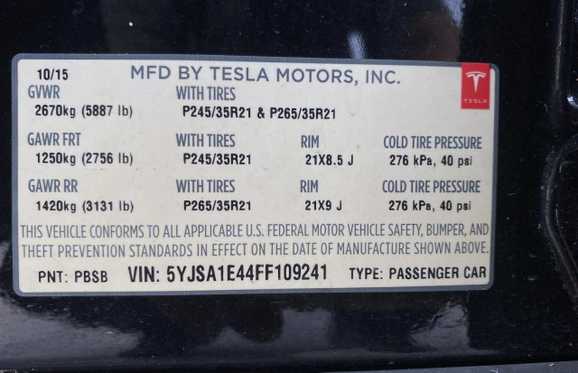 10/15 MFD BY TESLA MOTORS, INC.
TESLA
GVWR WITH TIRES
2670kg (5887 lb) P245/35R21 & P265/35R21
GAWR FRT WITH TIRES RIM COLD TIRE PRESSURE
1250kg (2756 lb) P245/35R21 21X8.5 J 276 kPa, 40 psi
GAWR RR WITH TIRES RIM COLD TIRE PRESSURE
1420kg (3131 lb) P265/35R21 21X9 J 276 kPa, 40 psi
THIS VEHICLE CONFORMS TO ALL APPLICABLE U.S. FEDERAL MOTOR VEHICLE SAFETY, BUMPER, AND
THEFT PREVENTION STANDARDS IN EFFECT ON THE DATE OF MANUFACTURE SHOWN ABOVE.
PNT: PBSB VIN: 5YJSA1E44FF109241 TYPE: PASSENGER CAR